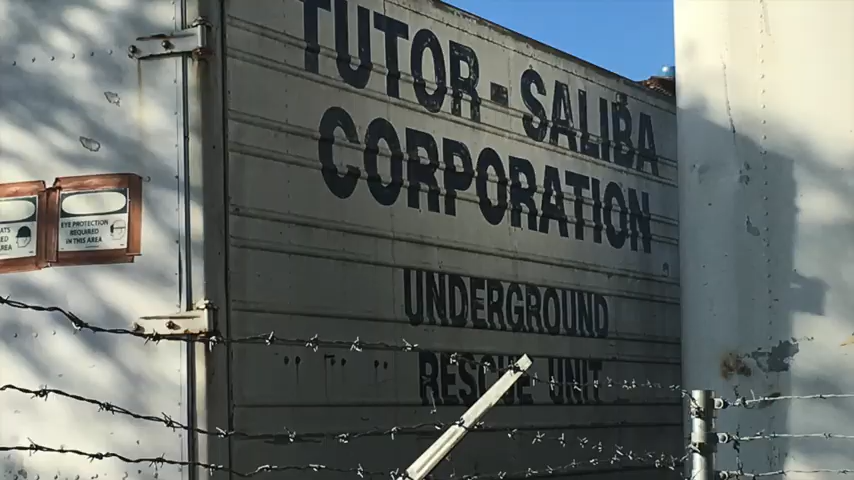 TUTOR-SALIBA
CORPORATION
UNDERGROUND
RESCUE UNIT
EYE PROTECTION
REQUIRED
IN THIS AREA